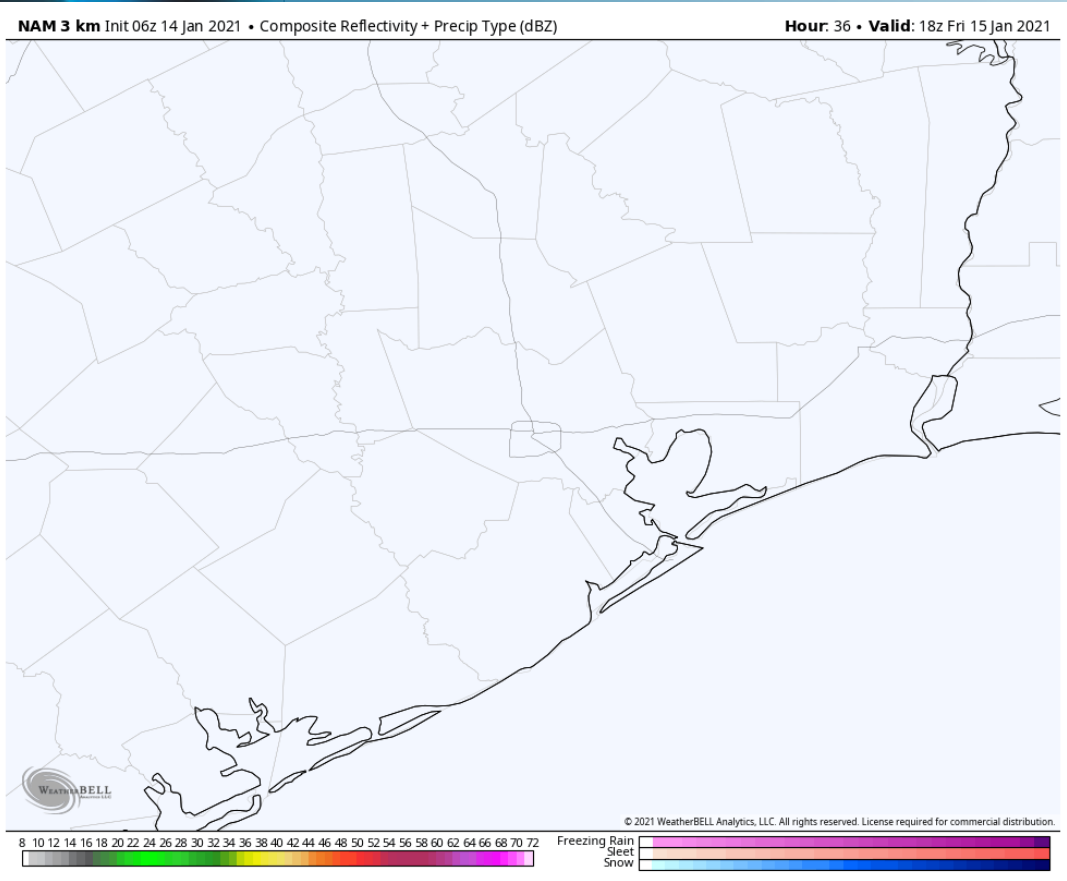 NAM 3 km Init 06z 14 Jan 2021 • Composite Reflectivity + Precip Type (dBZ)
Hour: 36 • Valid: 18z Fri 15 Jan 2021
WEATHERBELL
Analytics LLC
© 2021 WeatherBELL Analytics, LLC. All rights reserved. License required for commercial distribution.
8 10 12 14 16 18 20 22 24 26 28 30 32 34 36 38 40 42 44 46 48 50 52 54 56 58 60 62 64 66 68 70 72
Freezing Rain
Sleet
Snow